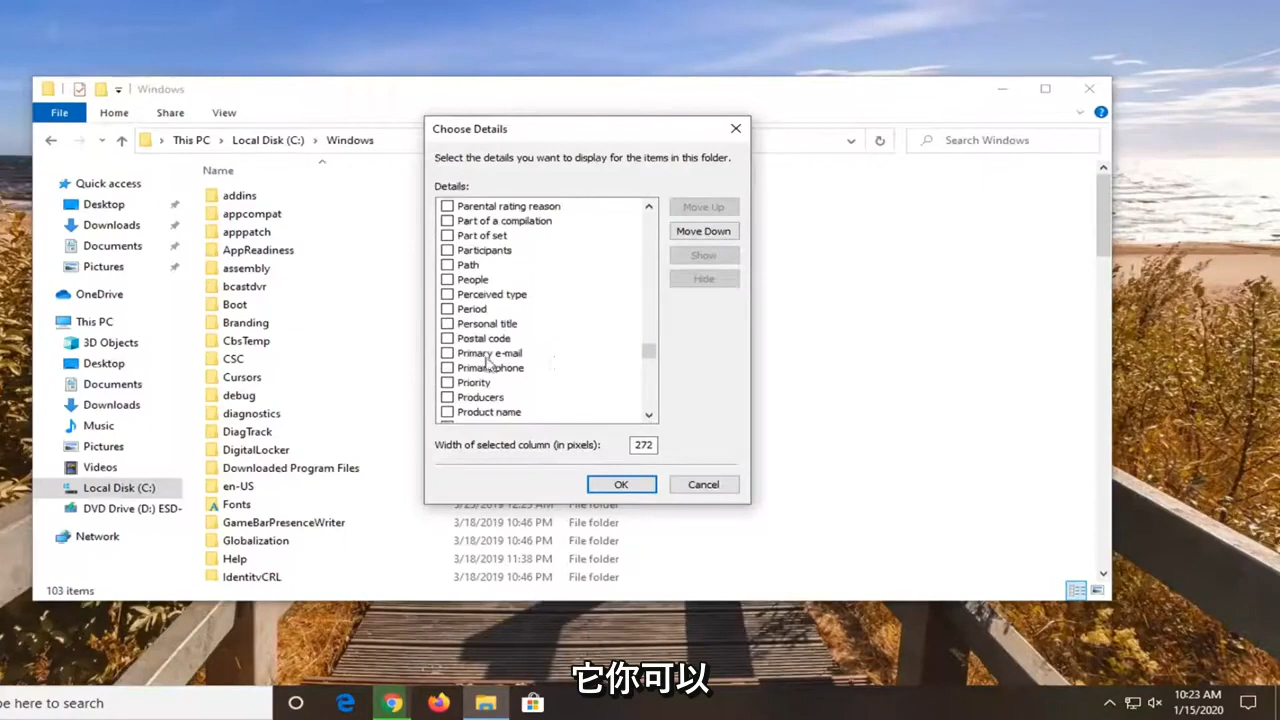 Windows
File
Home
Share
View
This PC
Local Disk (C:)
Windows
Search Windows
Quick access
Desktop
Downloads
Documents
Pictures
OneDrive
This PC
3D Objects
Desktop
Documents
Downloads
Music
Pictures
Videos
Local Disk (C:)
DVD Drive (D:) ESD-
Network
Name
addins
appcompat
apppatch
AppReadiness
assembly
bcastdvr
Boot
Branding
CbsTemp
CSC
Cursors
debug
diagnostics
DiagTrack
DigitalLocker
Downloaded Program Files
en-US
Fonts
GameBarPresenceWriter 3/18/2019 10:46 PM File folder
Globalization 3/18/2019 10:46 PM File folder
Help 3/18/2019 11:38 PM File folder
IdentityCRL 3/18/2019 10:46 PM File folder
103 items
Choose Details
Select the details you want to display for the items in this folder.
Details:
Parental rating reason
Part of a compilation
Part of set
Participants
Path
People
Perceived type
Period
Personal title
Postal code
Primary e-mail
Primary phone
Priority
Producers
Product name
Move Up
Move Down
Show
Hide
Width of selected column (in pixels): 272
OK
Cancel
它你可以
pe here to search
10:23 AM
1/15/2020